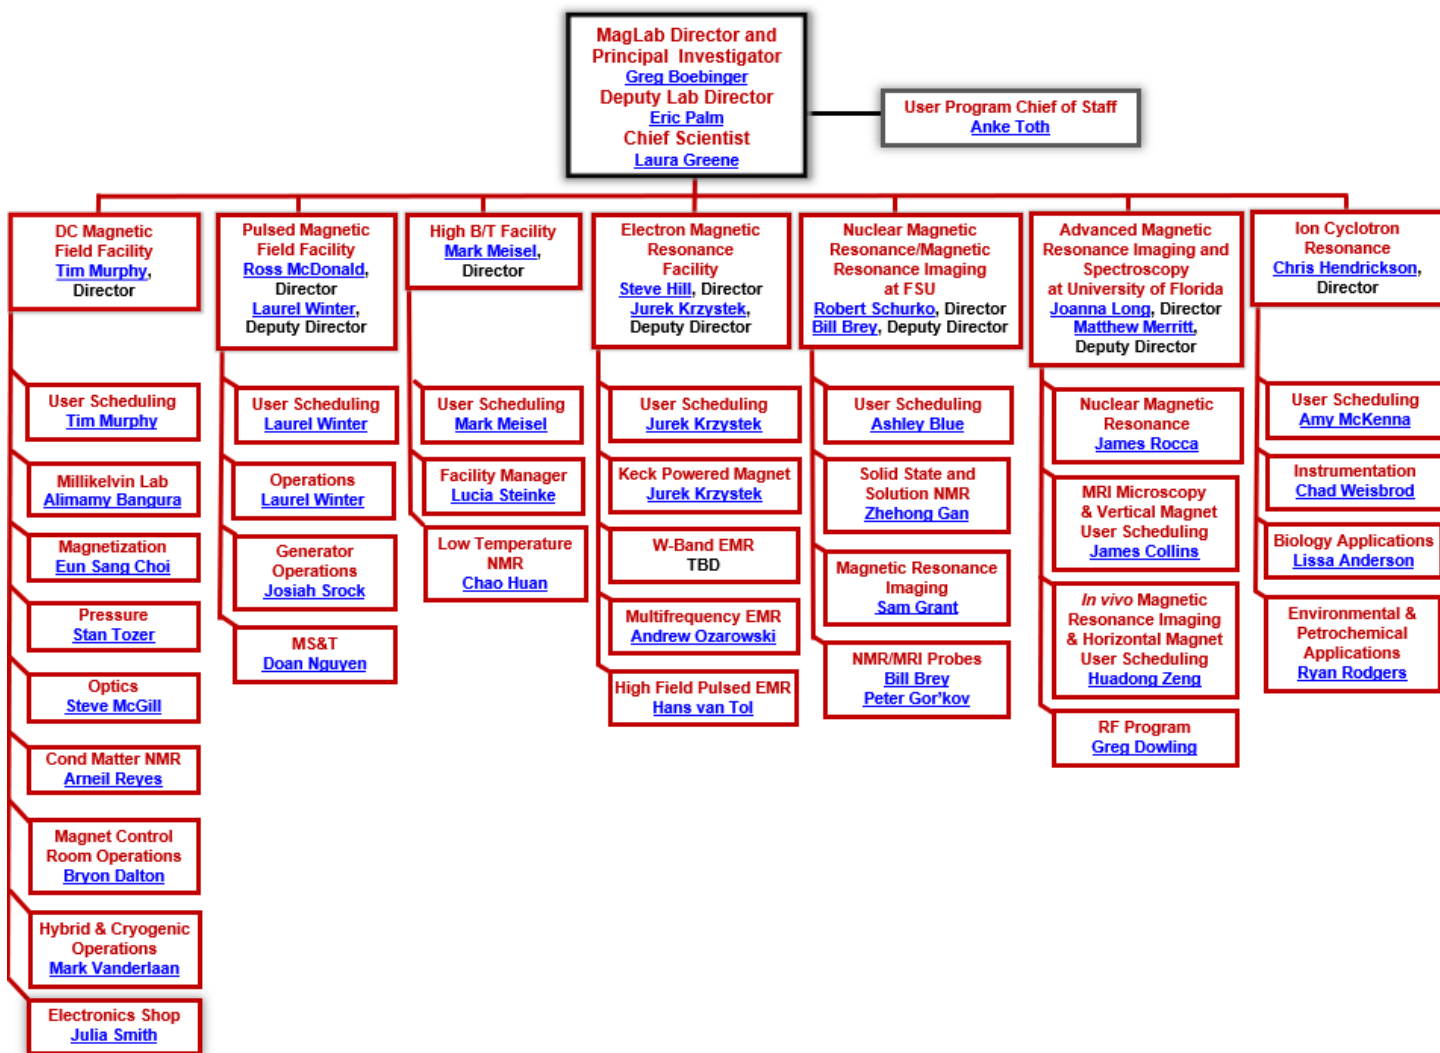 MagLab Director and
Principal Investigator
Greg Boebinger
Deputy Lab Director
Eric Palm
Chief Scientist
Laura Greene
User Program Chief of Staff
Anke Toth
DC Magnetic
Field Facility
Tim Murphy,
Director
User Scheduling
Tim Murphy
Millikelvin Lab
Alimamy Bangura
Magnetization
Eun Sang Choi
Pressure
Stan Tozer
Optics
Steve McGill
Cond Matter NMR
Arneil Reyes
Magnet Control
Room Operations
Bryon Dalton
Hybrid & Cryogenic
Operations
Mark Vanderlaan
Electronics Shop
Julia Smith
Pulsed Magnetic
Field Facility
Ross McDonald,
Director
Laurel Winter,
Deputy Director
User Scheduling
Laurel Winter
Operations
Laurel Winter
Generator
Operations
Josiah Srock
MS&T
Doan Nguyen
High B/T Facility
Mark Meisel,
Director
User Scheduling
Mark Meisel
Facility Manager
Lucia Steinke
Low Temperature
NMR
Chao Huan
Electron Magnetic
Resonance
Facility
Steve Hill, Director
Jurek Krzystek,
Deputy Director
User Scheduling
Jurek Krzystek
Keck Powered Magnet
Jurek Krzystek
W-Band EMR
TBD
Multifrequency EMR
Andrew Ozarowski
High Field Pulsed EMR
Hans van Tol
Nuclear Magnetic
Resonance/Magnetic
Resonance Imaging
at FSU
Robert Schurko, Director
Bill Brey, Deputy Director
User Scheduling
Ashley Blue
Solid State and
Solution NMR
Zhehong Gan
Magnetic Resonance
Imaging
Sam Grant
NMR/MRI Probes
Bill Brey
Peter Gor'kov
Advanced Magnetic
Resonance Imaging and
Spectroscopy
at University of Florida
Joanna Long, Director
Matthew Merritt,
Deputy Director
Nuclear Magnetic
Resonance
James Rocca
MRI Microscopy
& Vertical Magnet
User Scheduling
James Collins
In vivo Magnetic
Resonance Imaging
& Horizontal Magnet
User Scheduling
Huadong Zeng
RF Program
Greg Dowling
Ion Cyclotron
Resonance
Chris Hendrickson,
Director
User Scheduling
Amy McKenna
Instrumentation
Chad Weisbrod
Biology Applications
Lissa Anderson
Environmental &
Petrochemical
Applications
Ryan Rodgers